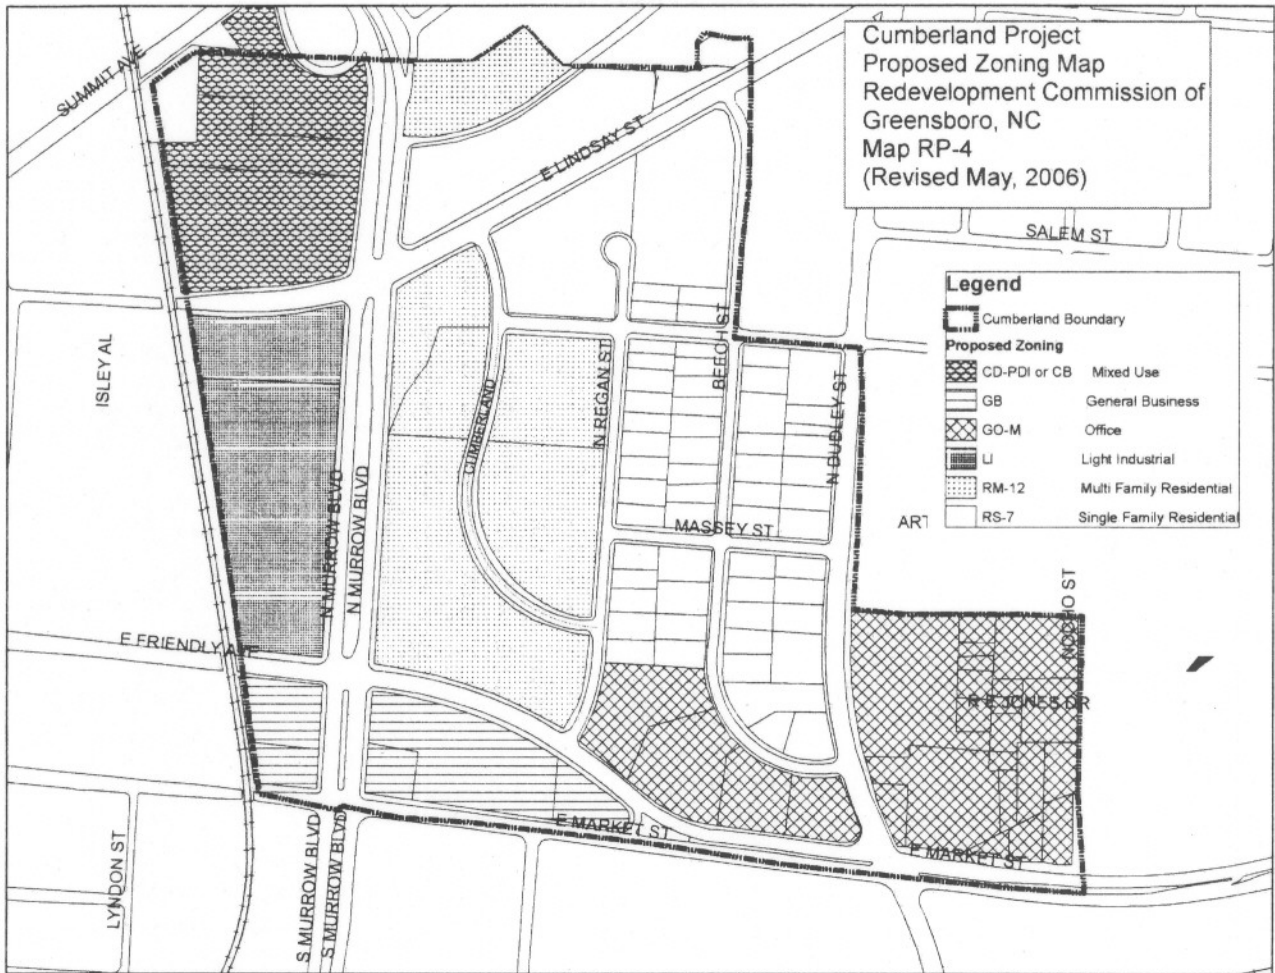 Cumberland Project
Proposed Zoning Map
Redevelopment Commission of
Greensboro, NC
Map RP-4
(Revised May, 2006)
SUMMIT AVE
E LINDSAY ST
SALEM ST
Legend
Cumberland Boundary
Proposed Zoning
CD-PDI or CB Mixed Use
GB General Business
GO-M Office
LI Light Industrial
RM-12 Multi Family Residential
RS-7 Single Family Residential
ISLEY AL
CUMBERLAND
N REGAN ST
BEECH ST
N DUDLEY ST
N MURROW BLVD
N MURROW BLVD
MASSEY ST
ART
NOCHO ST
E FRIENDLY AVE
R E JONES DR
E MARKET ST
E MARKET ST
LYNDON ST
S MURROW BLVD
S MURROW BLVD